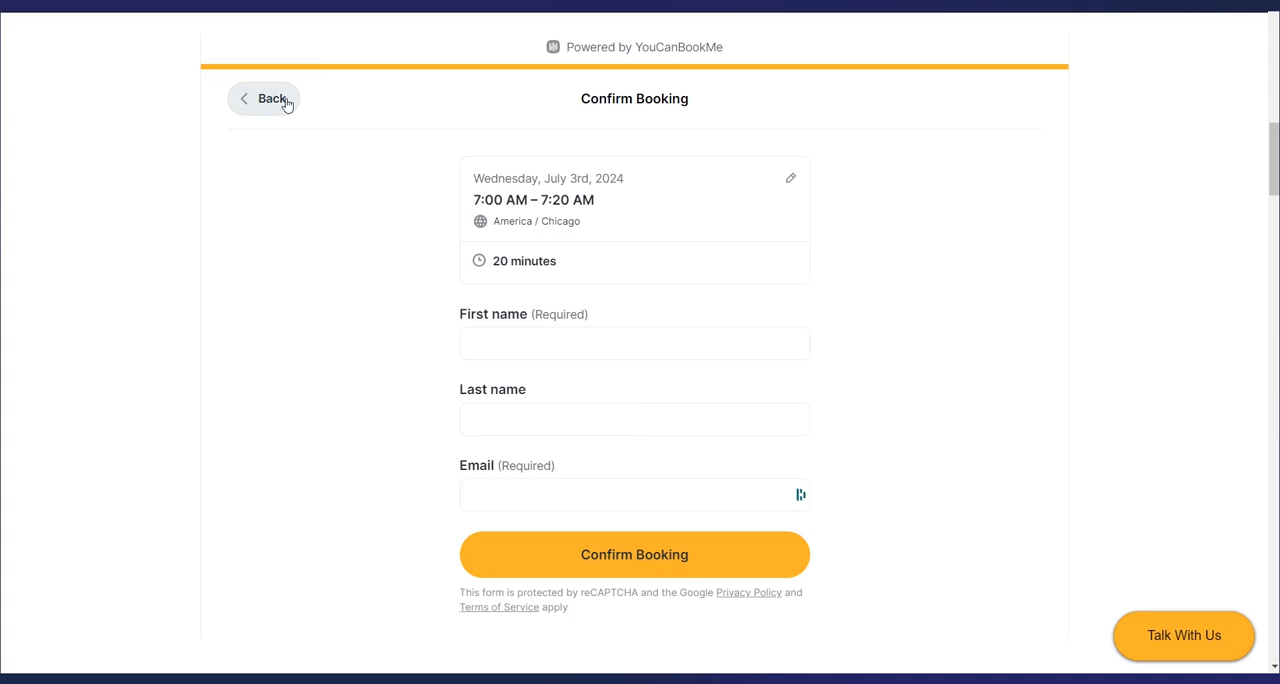 Powered by YouCanBookMe
Back
Confirm Booking
Wednesday, July 3rd, 2024
7:00 AM – 7:20 AM
America / Chicago
20 minutes
First name (Required)
Last name
Email (Required)
Confirm Booking
This form is protected by reCAPTCHA and the Google Privacy Policy and
Terms of Service apply
Talk With Us